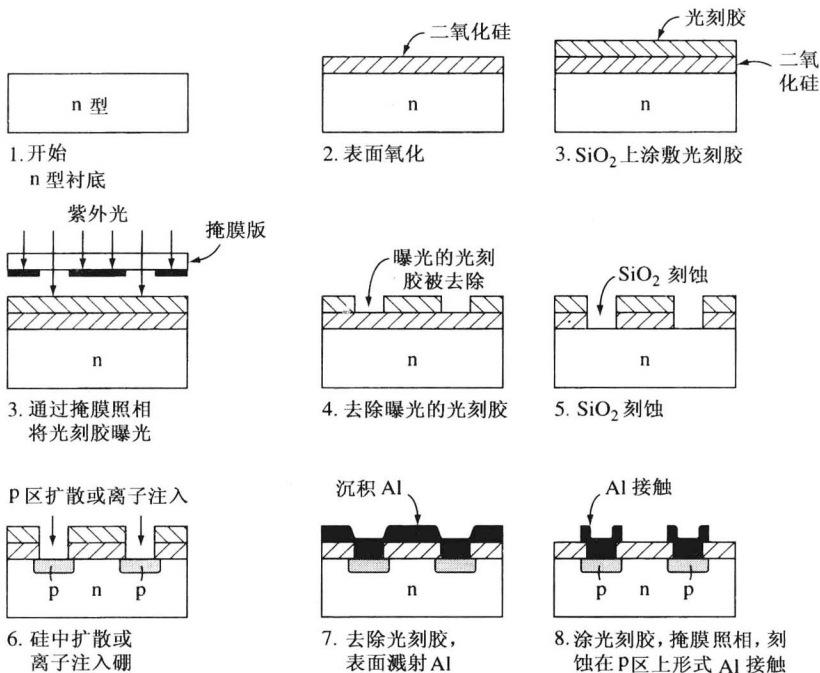 n 型
1. 开始
n 型衬底
二氧化硅
n
2. 表面氧化
光刻胶
二氧
化硅
n
3. SiO₂上涂敷光刻胶
紫外光
掩膜版
n
3. 通过掩膜照相
将光刻胶曝光
曝光的光刻
胶被去除
n
4. 去除曝光的光刻胶
SiO₂ 刻蚀
n
5. SiO₂ 刻蚀
p区扩散或离子注入
p n p
6. 硅中扩散或
离子注入硼
沉积 Al
n
7. 去除光刻胶,
表面溅射 Al
Al 接触
p n p
8. 涂光刻胶, 掩膜照相, 刻
蚀在p区上形式 Al 接触